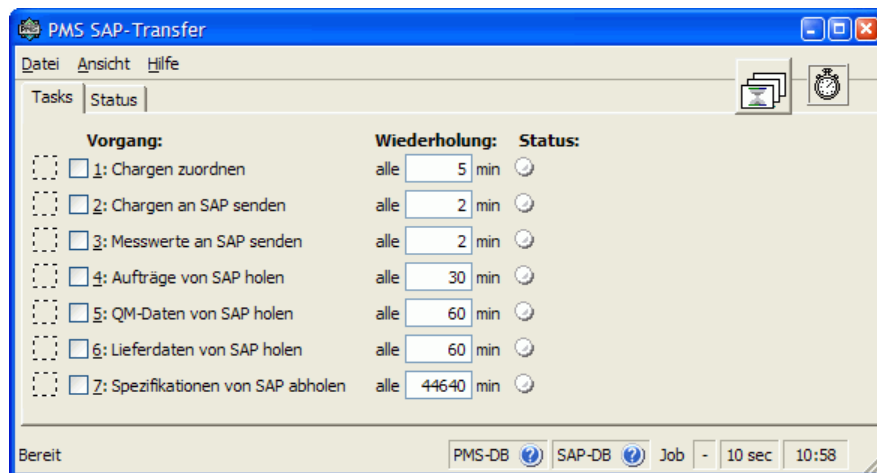 PMS SAP-Transfer
Datei Ansicht Hilfe
Tasks Status
Vorgang: Wiederholung: Status:
1: Chargen zuordnen alle 5 min
2: Chargen an SAP senden alle 2 min
3: Messwerte an SAP senden alle 2 min
4: Aufträge von SAP holen alle 30 min
5: QM-Daten von SAP holen alle 60 min
6: Lieferdaten von SAP holen alle 60 min
7: Spezifikationen von SAP abholen alle 44640 min
Bereit PMS-DB ? SAP-DB ? Job - 10 sec 10:58